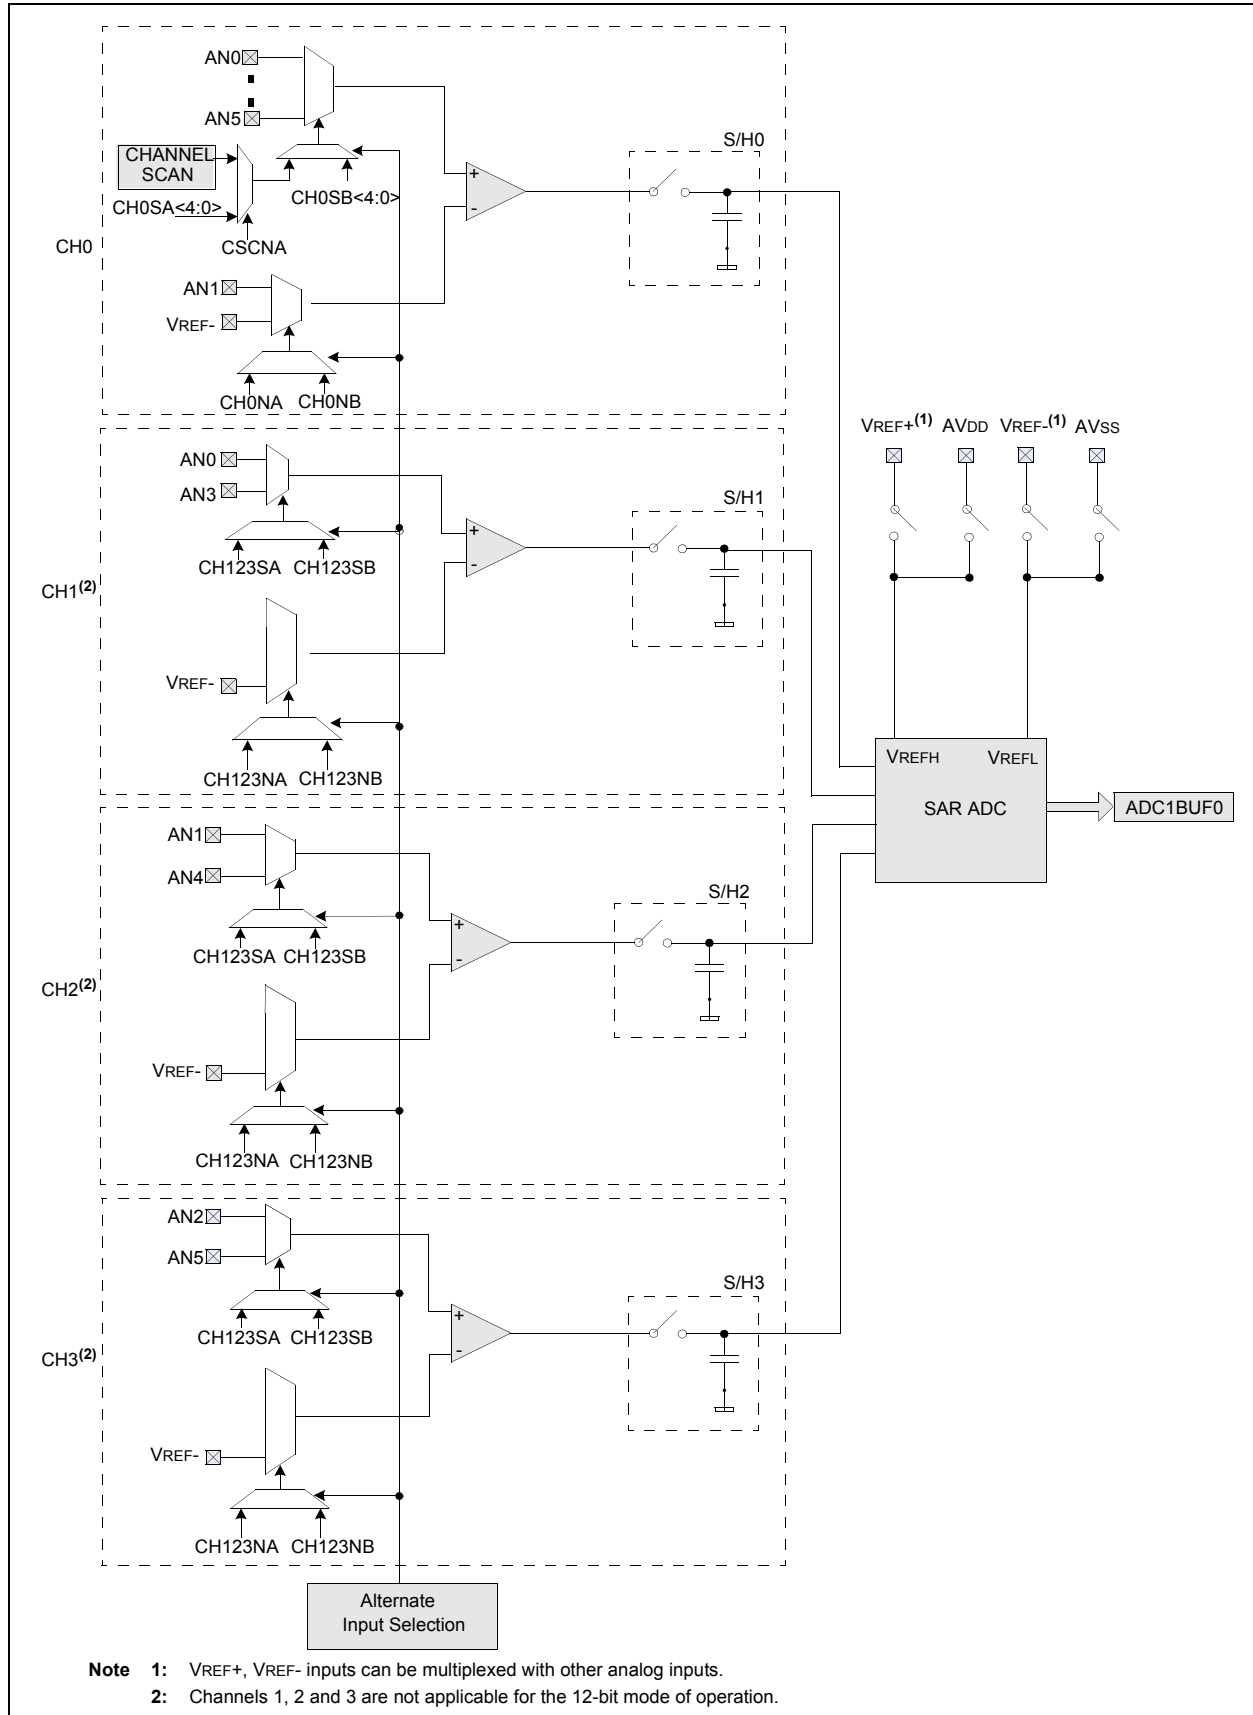 AN0
AN5
CHANNEL
SCAN
CH0SA<4:0>
CH0SB<4:0>
CSCNA
CH0
AN1
VREF-
CH0NA CH0NB
+
-
S/H0
AN0
AN3
CH123SA CH123SB
CH1(2)
VREF-
CH123NA CH123NB
+
-
S/H1
AN1
AN4
CH123SA CH123SB
CH2(2)
VREF-
CH123NA CH123NB
+
-
S/H2
AN2
AN5
CH123SA CH123SB
CH3(2)
VREF-
CH123NA CH123NB
+
-
S/H3
VREF+(1) AVDD VREF-(1) AVSS
VREFH VREFL
SAR ADC
ADC1BUF0
Alternate
Input Selection
Note 1: VREF+, VREF- inputs can be multiplexed with other analog inputs.
2: Channels 1, 2 and 3 are not applicable for the 12-bit mode of operation.